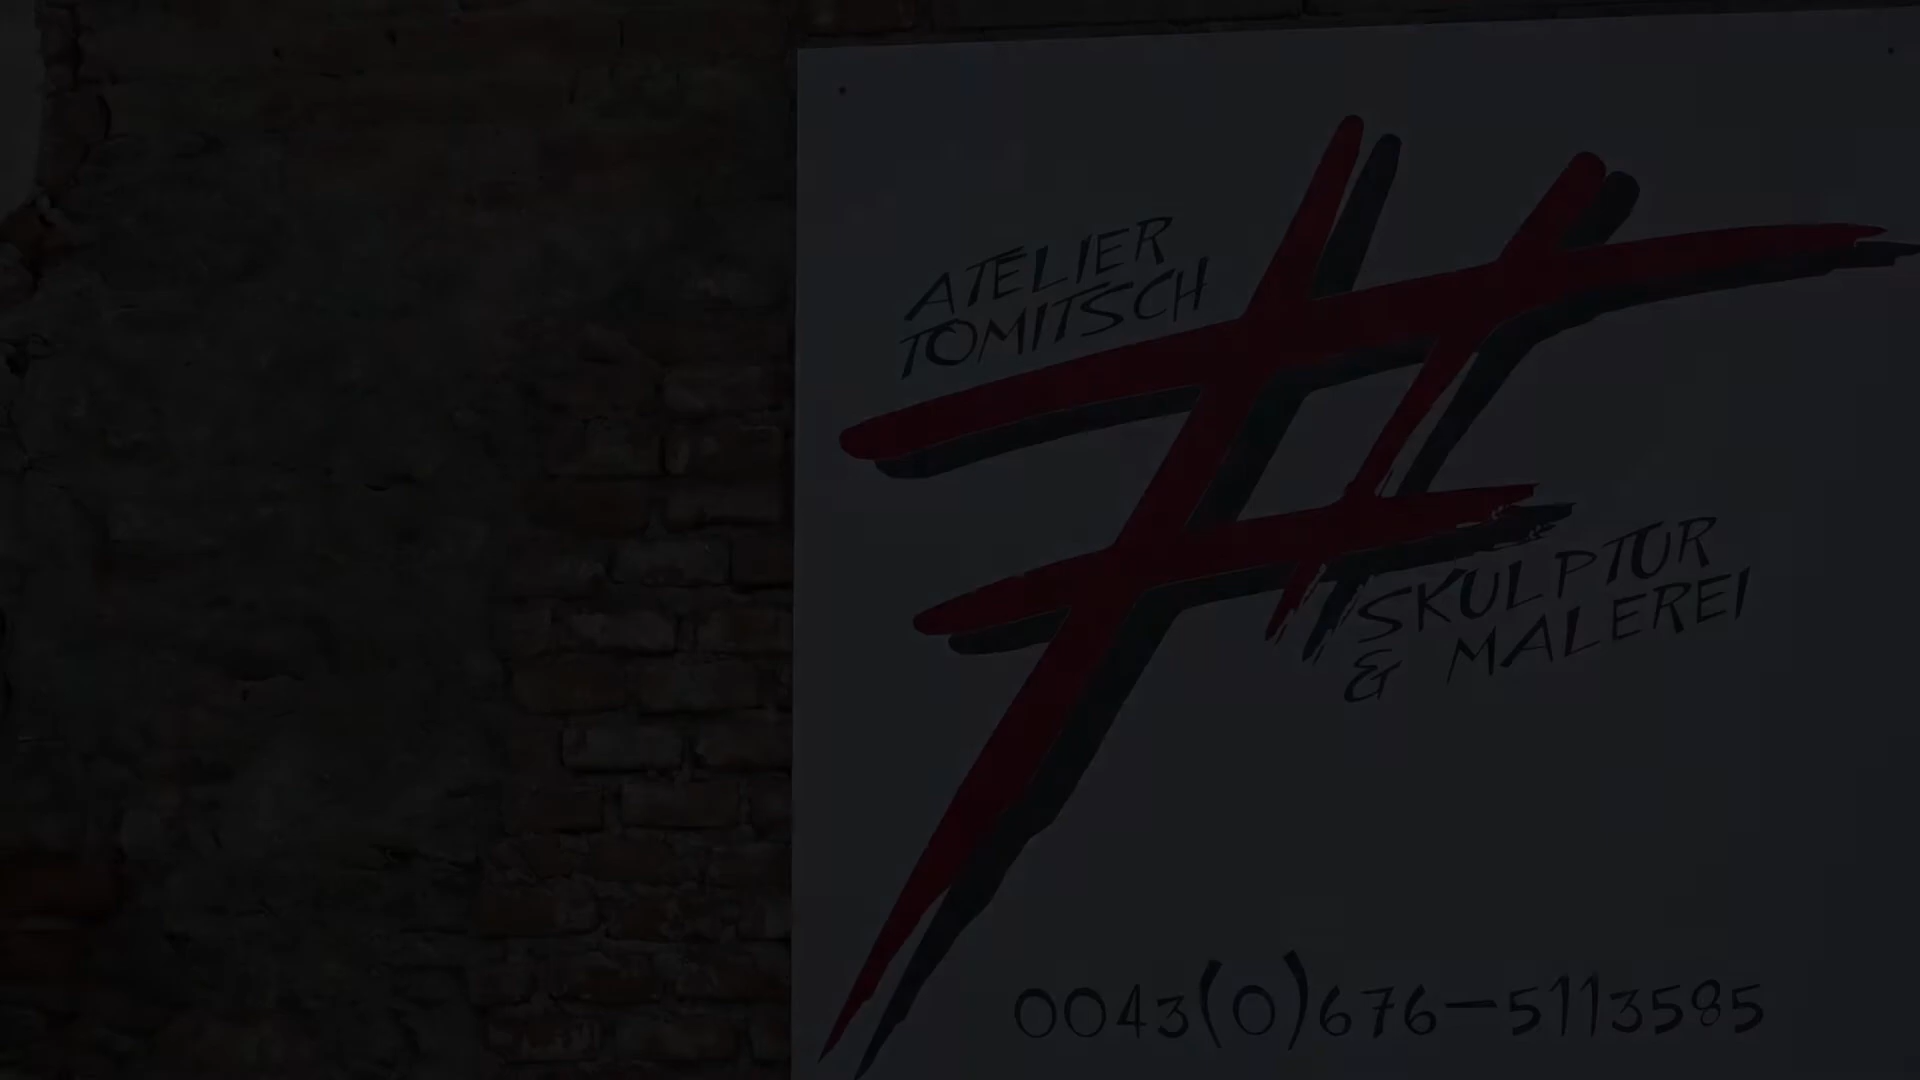 ATELIER
TOMITSCH
SKULPTUR
& MALEREI
0043(0)676-5113585